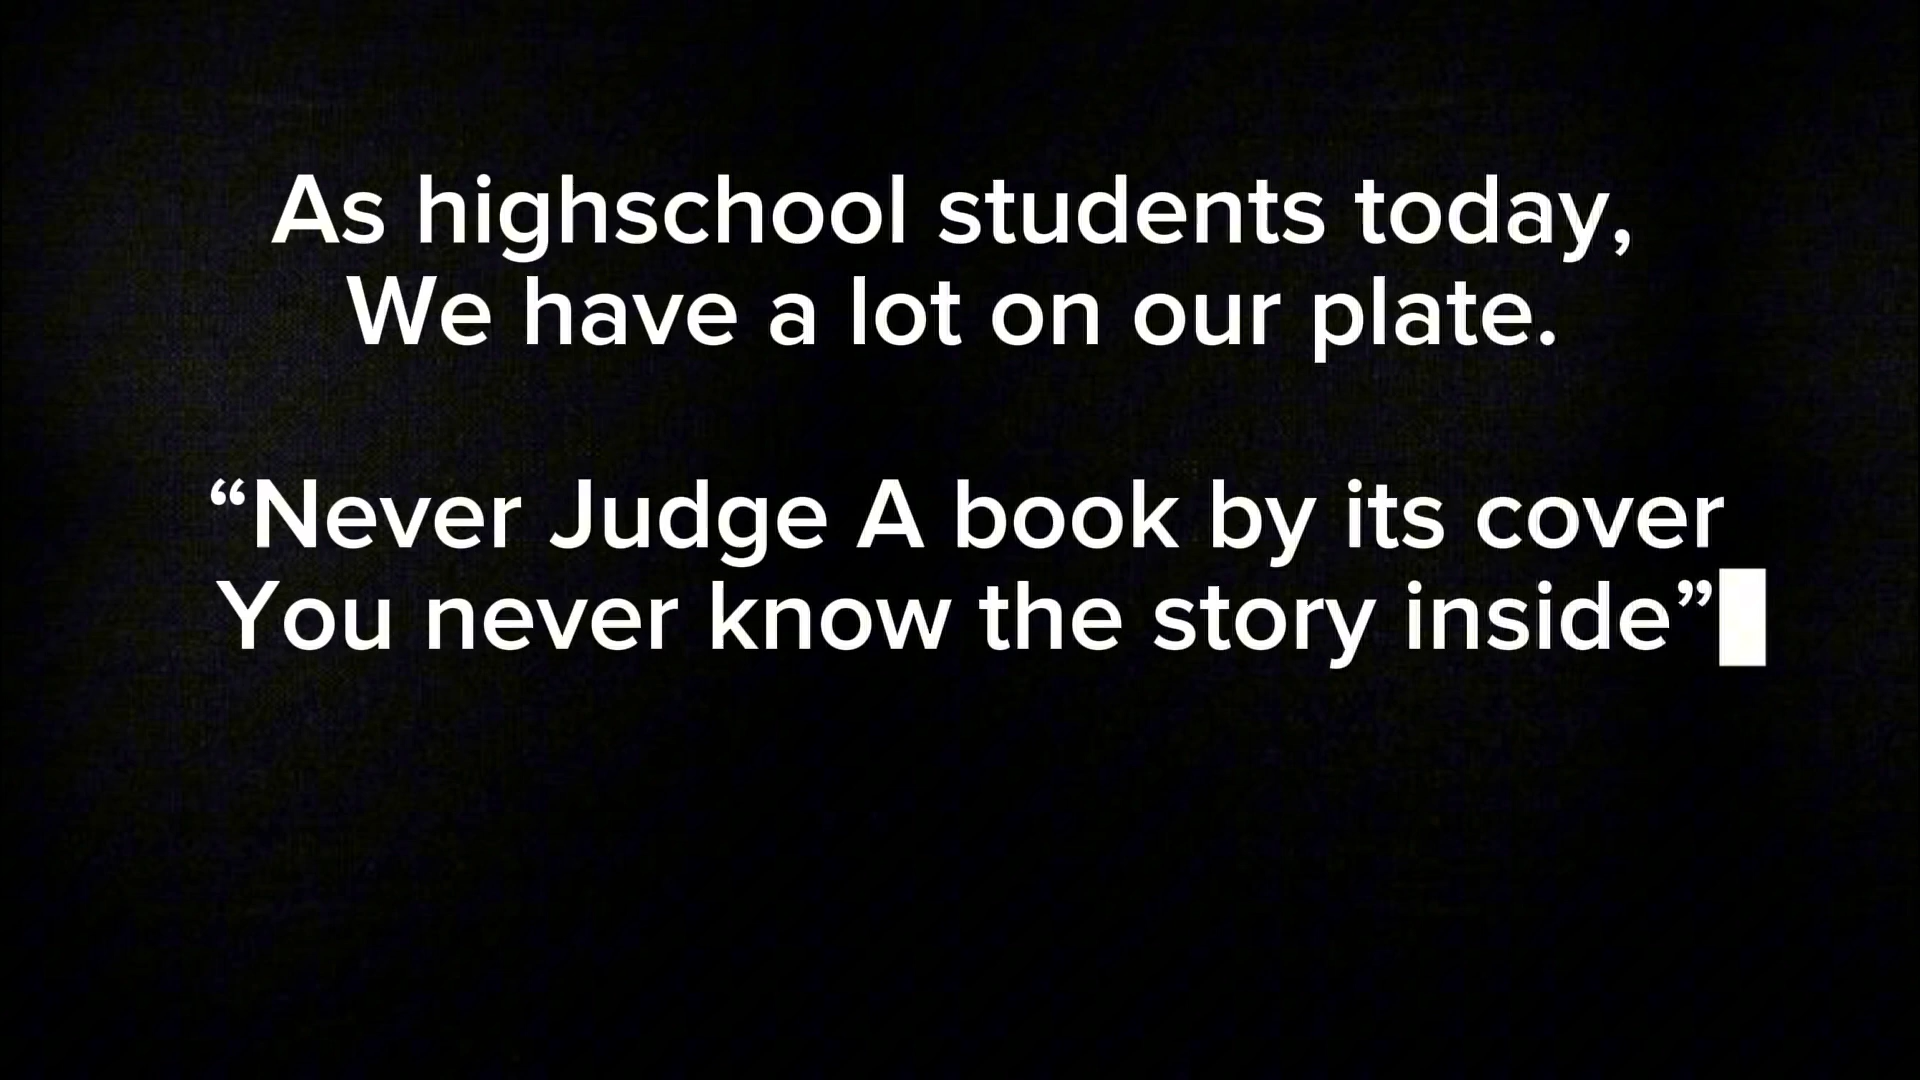 As highschool students today,
We have a lot on our plate.
“Never Judge A book by its cover
You never know the story inside”